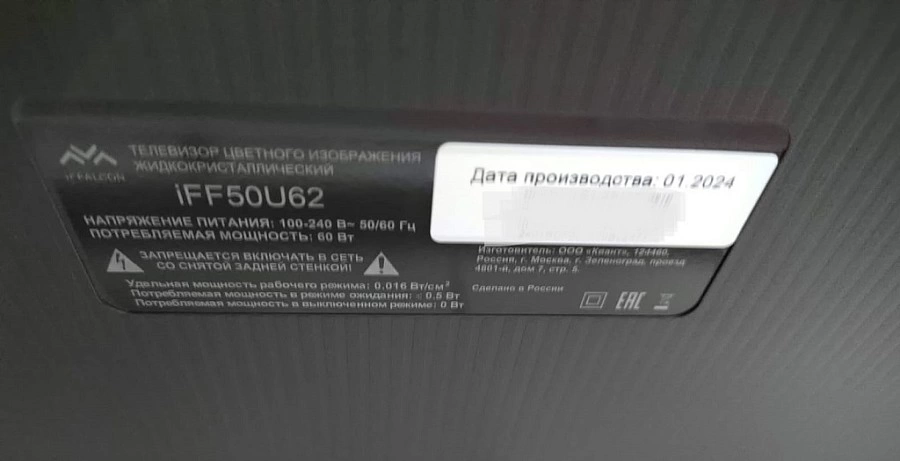 iFFALCON
ТЕЛЕВИЗОР ЦВЕТНОГО ИЗОБРАЖЕНИЯ
ЖИДКОКРИСТАЛЛИЧЕСКИЙ
iFF50U62
НАПРЯЖЕНИЕ ПИТАНИЯ: 100-240 В~ 50/60 Гц
ПОТРЕБЛЯЕМАЯ МОЩНОСТЬ: 60 Вт
ЗАПРЕЩАЕТСЯ ВКЛЮЧАТЬ В СЕТЬ
СО СНЯТОЙ ЗАДНЕЙ СТЕНКОЙ!
Удельная мощность рабочего режима: 0,016 Вт/см²
Потребляемая мощность в режиме ожидания: ≤ 0,5 Вт
Потребляемая мощность в выключенном режиме: 0 Вт
Дата производства: 01.2024
Изготовитель: ООО «Квант», 124460,
Россия, г. Москва, г. Зеленоград, проезд
4801-й, дом 7, стр. 5.
Сделано в России
EAC